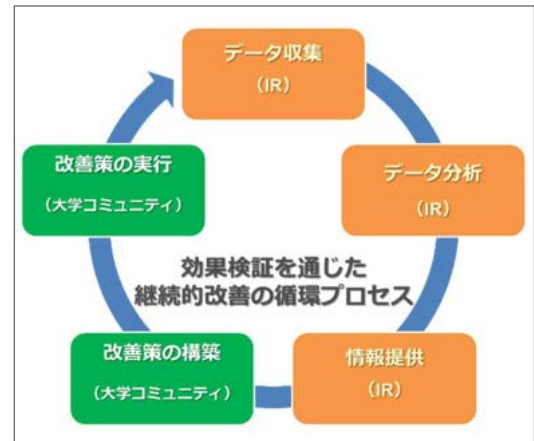 データ収集
（IR）
データ分析
（IR）
情報提供
（IR）
改善策の構築
（大学コミュニティ）
改善策の実行
（大学コミュニティ）
効果検証を通じた
継続的改善の循環プロセス